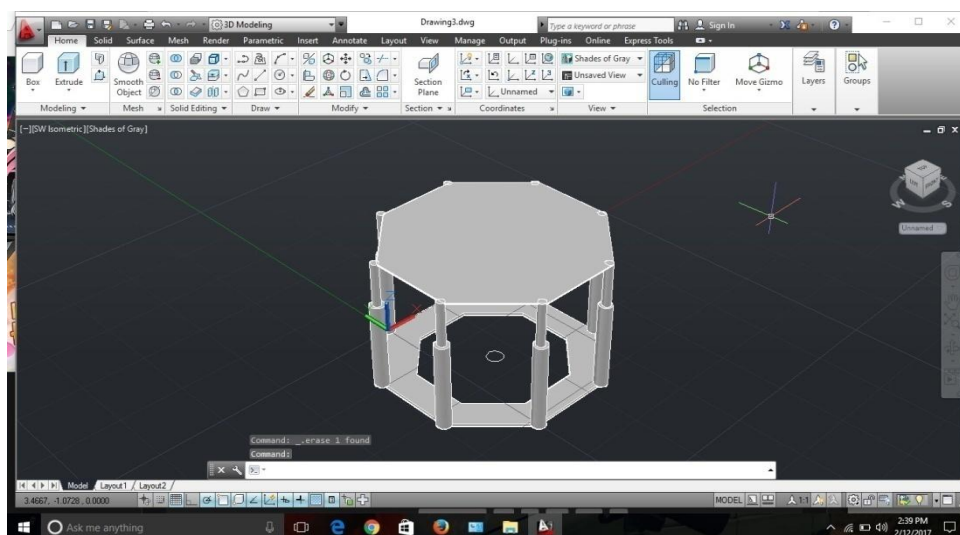 3D Modeling Drawing3.dwg Type a keyword or phrase Sign In
Home Solid Surface Mesh Render Parametric Insert Annotate Layout View Manage Output Plug-ins Online Express Tools
Box Extrude Smooth Object Section Plane Shades of Gray Unsaved View Unnamed Culling No Filter Move Gizmo Layers Groups
Modeling Mesh Solid Editing Draw Modify Section Coordinates View Selection
[−][SW Isometric][Shades of Gray]
TOP
W S
Unnamed
Z
X
Command: _.erase 1 found
Command:
Model Layout1 Layout2
3.4667, -1.0728, 0.0000 MODEL 1:1
Ask me anything 2:39 PM
2/12/2017